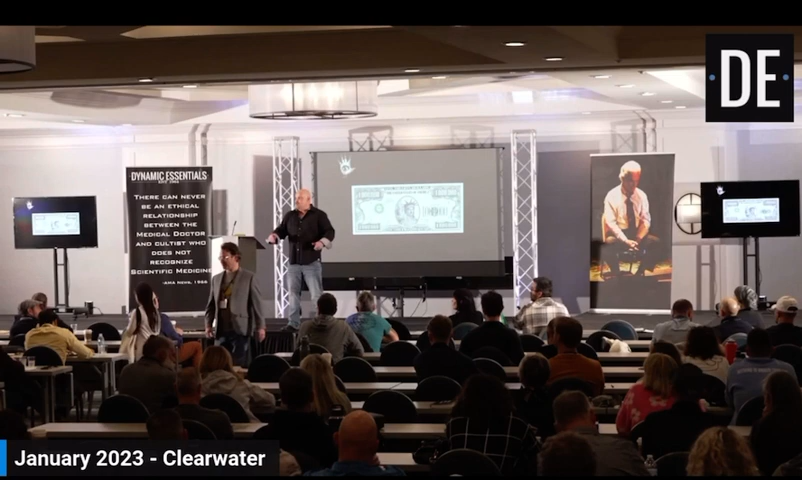 DE
DYNAMIC ESSENTIALS
THERE CAN NEVER
BE AN ETHICAL
RELATIONSHIP
BETWEEN THE
MEDICAL DOCTOR
AND CULTIST WHO
DOES NOT
RECOGNIZE
SCIENTIFIC MEDICINE
January 2023 - Clearwater